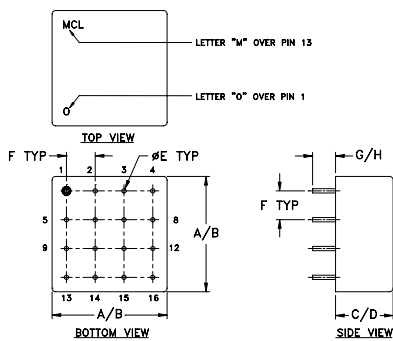 MCL
LETTER "M" OVER PIN 13
O
LETTER "O" OVER PIN 1
TOP VIEW
F TYP
øE TYP
G/H
1 2 3 4
F TYP
5 8
A/B
9 12
13 14 15 16
A/B
C/D
BOTTOM VIEW
SIDE VIEW